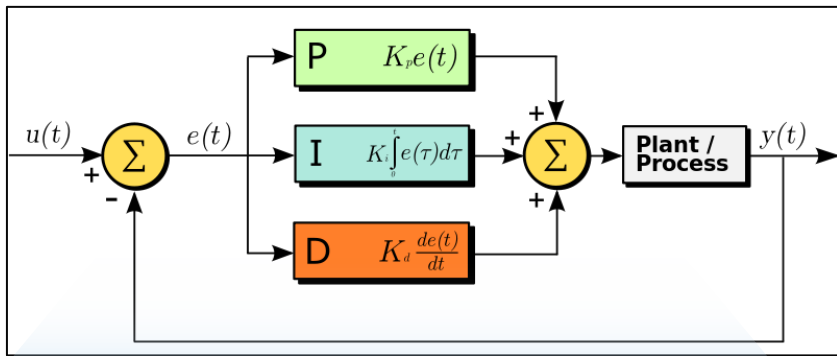 P K_p e(t)
+
u(t)
Σ
e(t)
I K_i ∫_0^t e(τ)dτ
+
Σ
Plant /
Process
y(t)
+
-
+
D K_d de(t)/dt